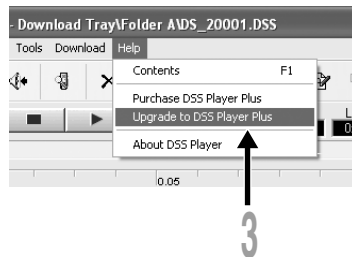 - Download Tray\Folder A\DS_20001.DSS
Tools Download Help
Contents F1
Purchase DSS Player Plus
Upgrade to DSS Player Plus
About DSS Player
0.05
3